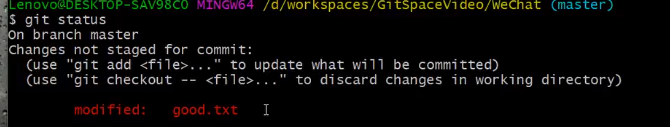 Lenovo@DESKTOP-SAV98C0 MINGW64 /d/workspaces/GitSpaceVideo/WeChat (master)
$ git status
On branch master
Changes not staged for commit:
  (use "git add <file>..." to update what will be committed)
  (use "git checkout -- <file>..." to discard changes in working directory)
        modified:   good.txt